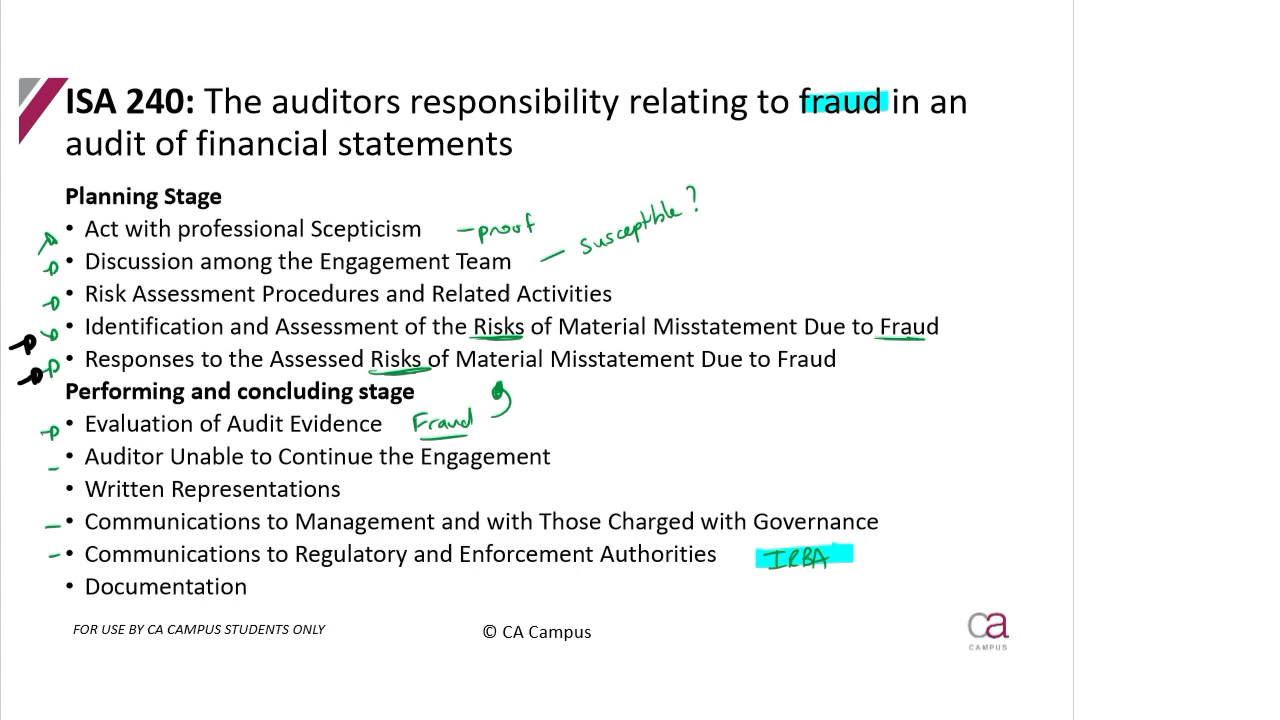 ISA 240: The auditors responsibility relating to fraud in an
audit of financial statements
Planning Stage
• Act with professional Scepticism – proof
• Discussion among the Engagement Team – susceptible?
• Risk Assessment Procedures and Related Activities
• Identification and Assessment of the Risks of Material Misstatement Due to Fraud
• Responses to the Assessed Risks of Material Misstatement Due to Fraud
Performing and concluding stage
• Evaluation of Audit Evidence Fraud
• Auditor Unable to Continue the Engagement
• Written Representations
• Communications to Management and with Those Charged with Governance
• Communications to Regulatory and Enforcement Authorities IRBA
• Documentation
FOR USE BY CA CAMPUS STUDENTS ONLY
© CA Campus
ca
CAMPUS